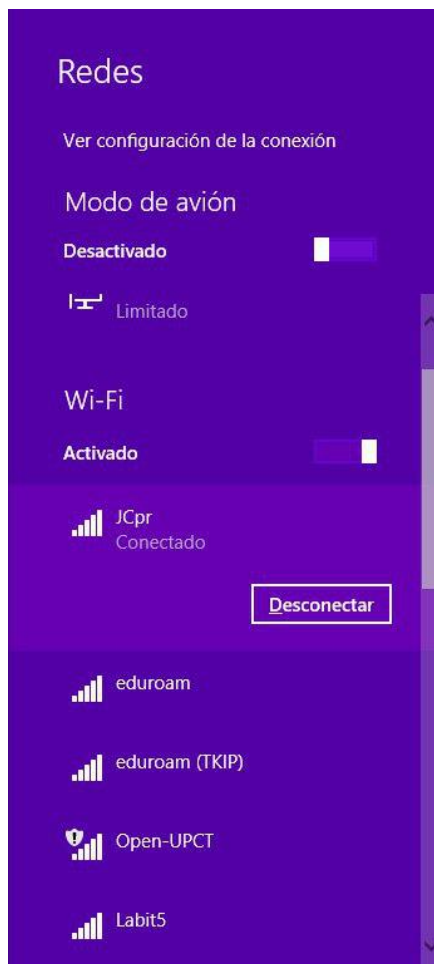 Redes
Ver configuración de la conexión
Modo de avión
Desactivado
Limitado
Wi-Fi
Activado
JCpr
Conectado
Desconectar
eduroam
eduroam (TKIP)
Open-UPCT
Labit5